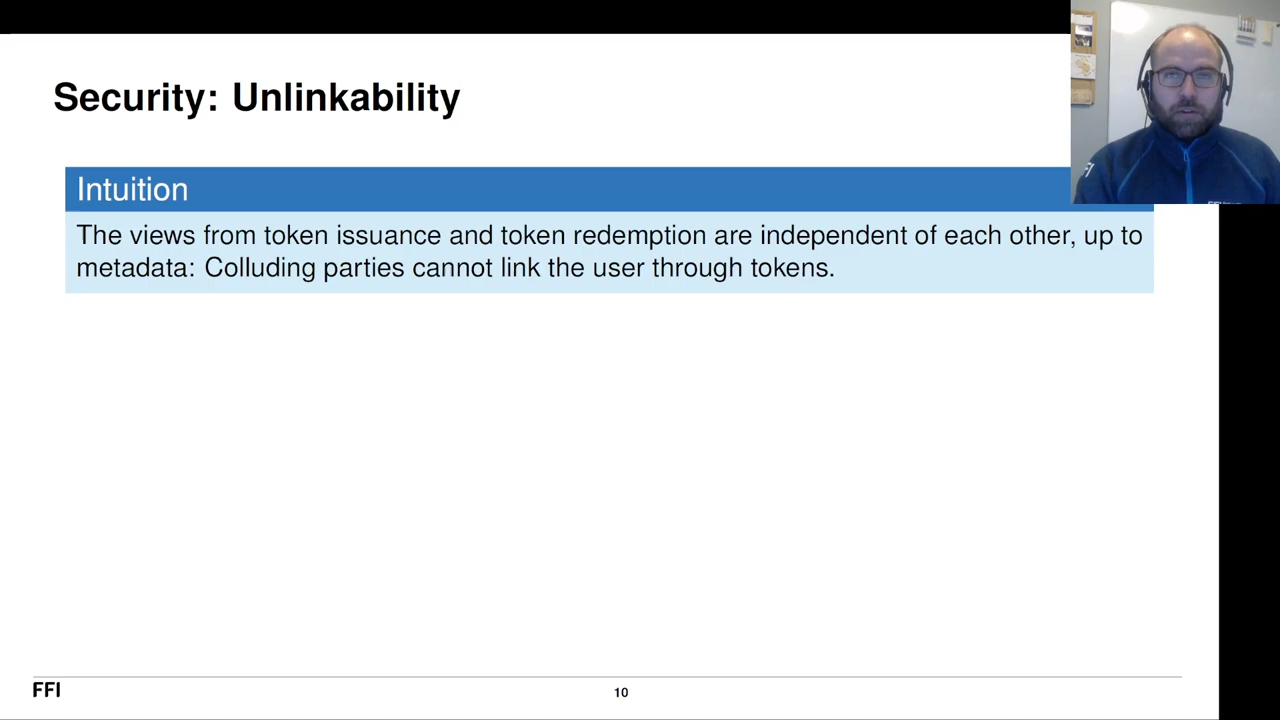 Security: Unlinkability
Intuition
The views from token issuance and token redemption are independent of each other, up to
metadata: Colluding parties cannot link the user through tokens.
FFI
10